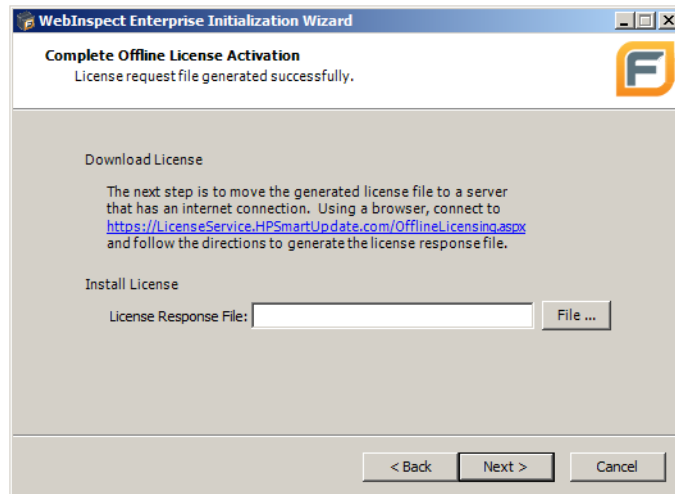 WebInspect Enterprise Initialization Wizard
Complete Offline License Activation
License request file generated successfully.
Download License
The next step is to move the generated license file to a server
that has an internet connection. Using a browser, connect to
https://LicenseService.HPSmartUpdate.com/OfflineLicensing.aspx
and follow the directions to generate the license response file.
Install License
License Response File:
File ...
< Back
Next >
Cancel